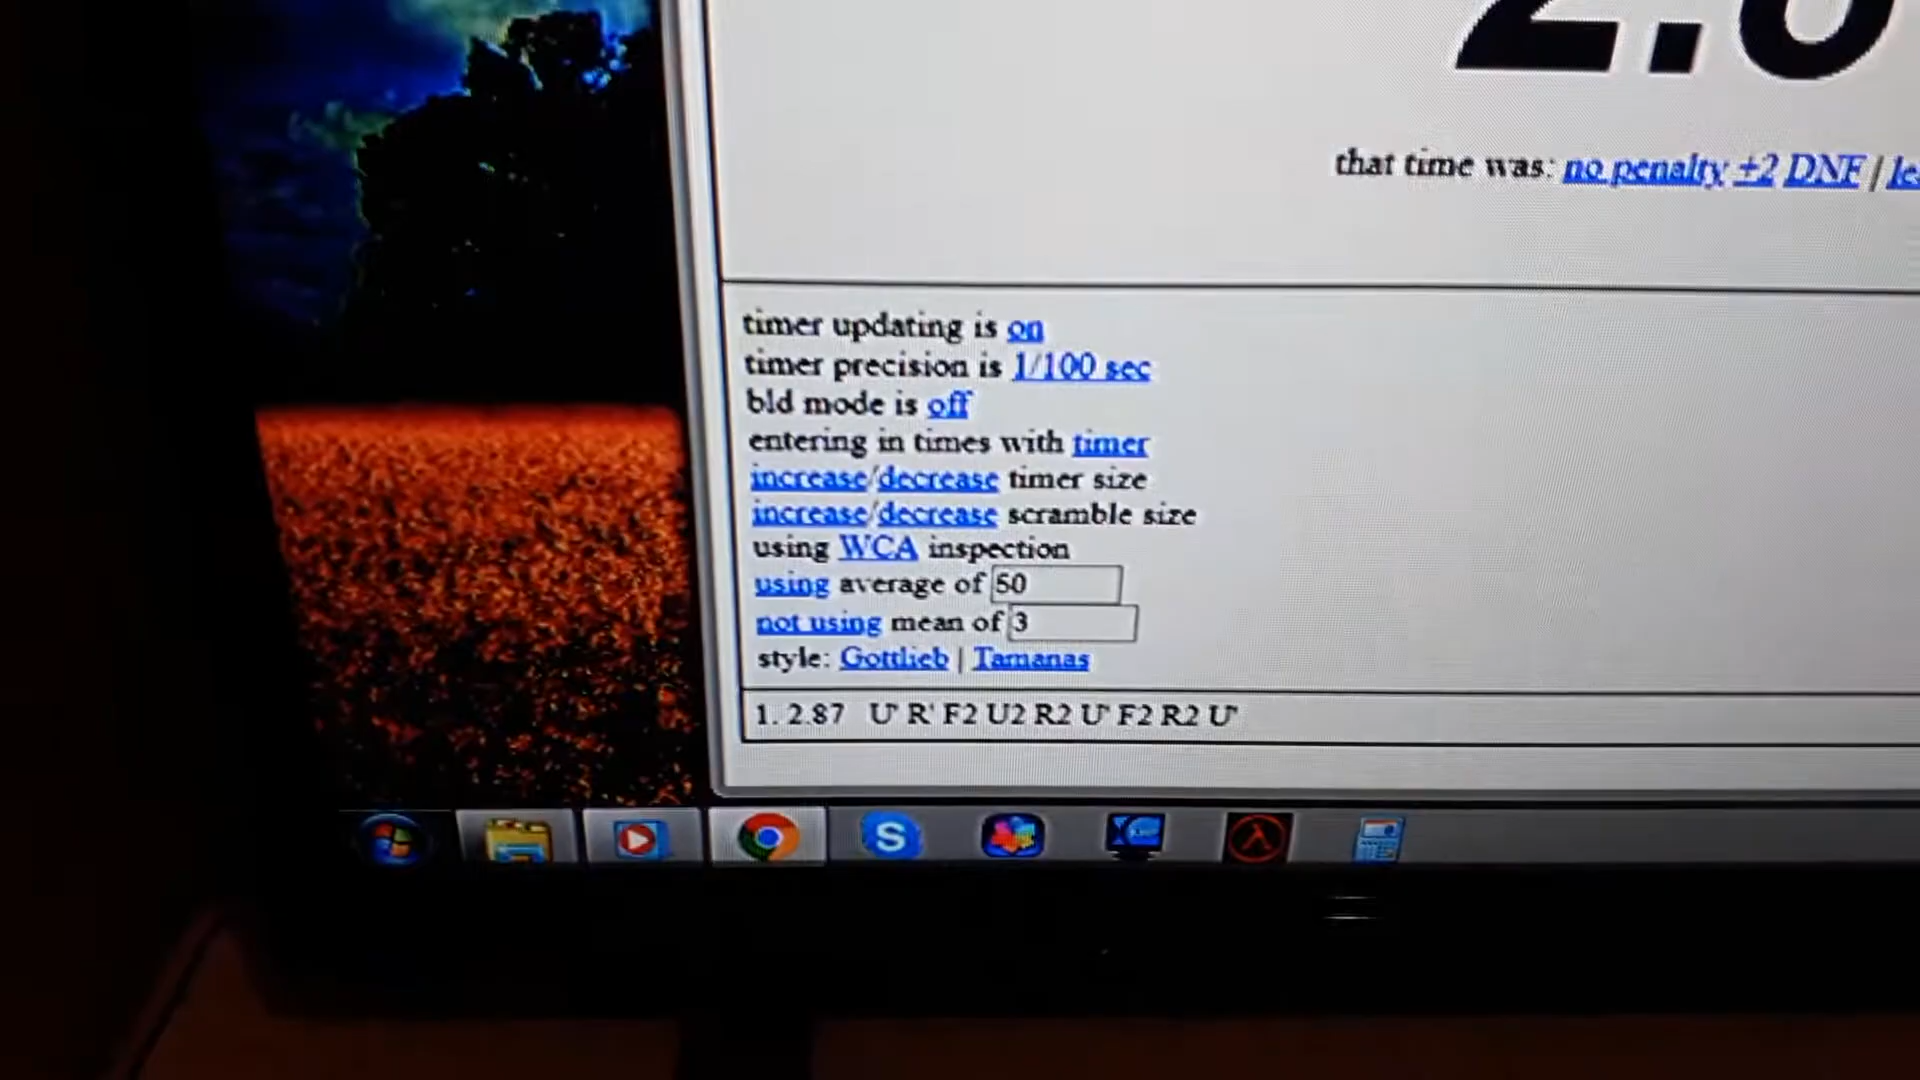 2.8
that time was: no penalty +2 DNF |
timer updating is on
timer precision is 1/100 sec
bld mode is off
entering in times with timer
increase/decrease timer size
increase/decrease scramble size
using WCA inspection
using average of 50
not using mean of 3
style: Gottlieb | Tamanas
1. 2.87 U' R' F2 U2 R2 U' F2 R2 U'
S